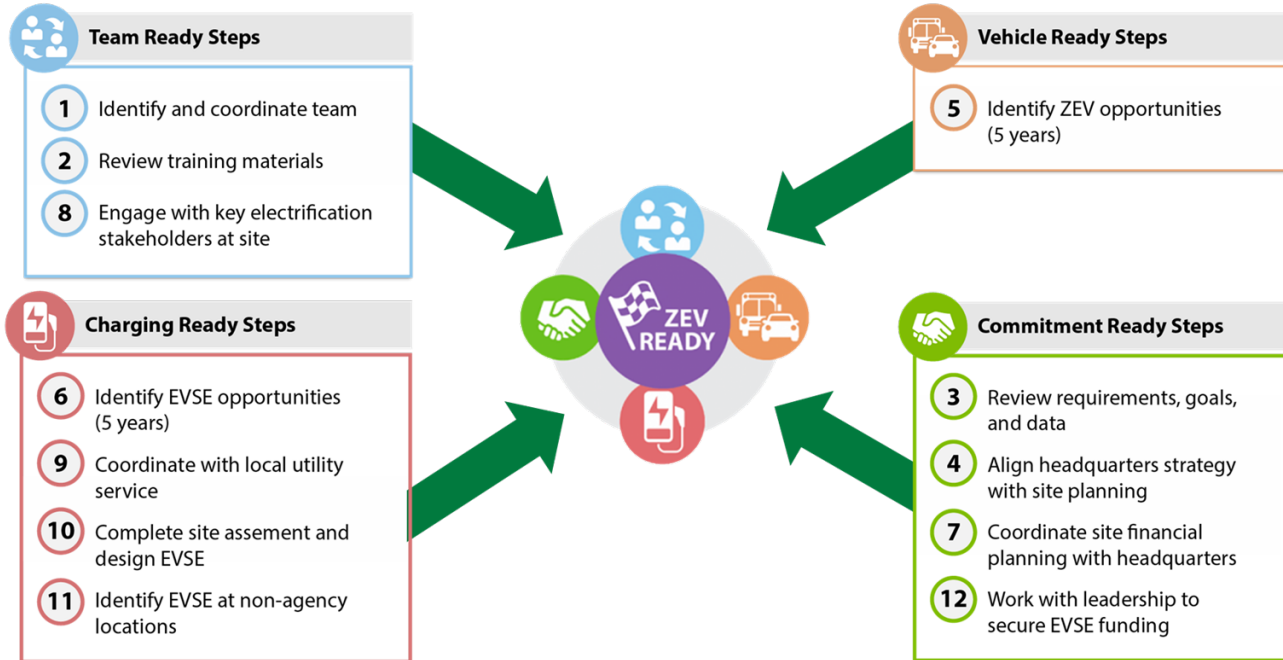 Team Ready Steps
1 Identify and coordinate team
2 Review training materials
8 Engage with key electrification
stakeholders at site
Vehicle Ready Steps
5 Identify ZEV opportunities
(5 years)
ZEV
READY
Charging Ready Steps
6 Identify EVSE opportunities
(5 years)
9 Coordinate with local utility
service
10 Complete site assement and
design EVSE
11 Identify EVSE at non-agency
locations
Commitment Ready Steps
3 Review requirements, goals,
and data
4 Align headquarters strategy
with site planning
7 Coordinate site financial
planning with headquarters
12 Work with leadership to
secure EVSE funding